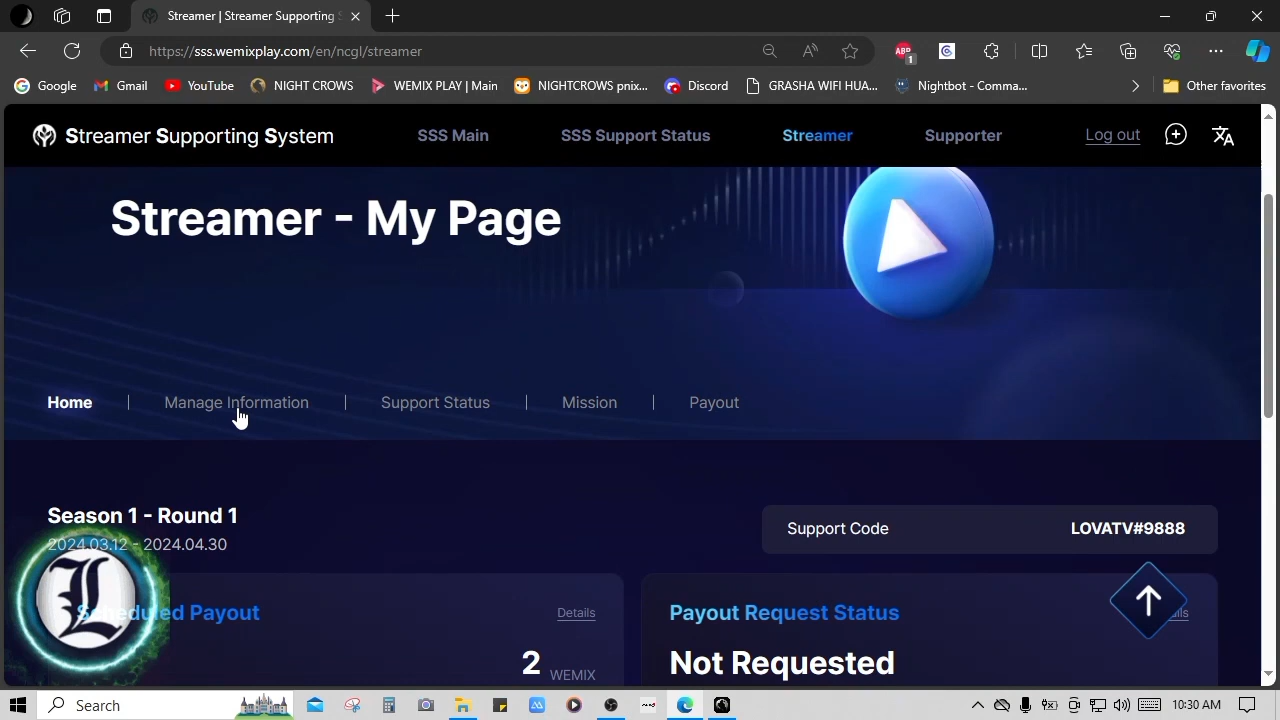 Streamer | Streamer Supporting S
https://sss.wemixplay.com/en/ncgl/streamer
ABP
1
Google
Gmail
YouTube
NIGHT CROWS
WEMIX PLAY | Main
NIGHTCROWS pnix...
Discord
GRASHA WIFI HUA...
Nightbot - Comma...
Other favorites
Streamer Supporting System
SSS Main
SSS Support Status
Streamer
Supporter
Log out
Streamer - My Page
Home | Manage Information | Support Status | Mission | Payout
Season 1 - Round 1
2024.03.12 - 2024.04.30
Support Code
LOVATV#9888
Scheduled Payout
Details
2 WEMIX
Payout Request Status
Not Requested
L
Search
10:30 AM